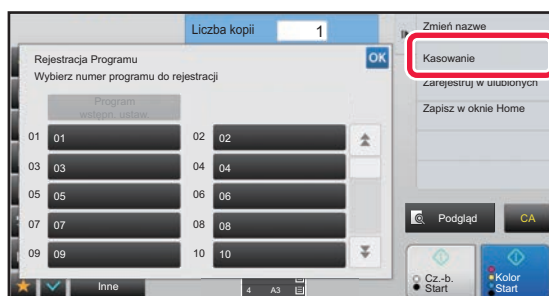 Liczba kopii 1
Zmień nazwe
Kasowanie
Zarejestruj w ulubionych
Zapisz w oknie Home
Rejestracja Programu
OK
Wybierz numer programu do rejestracji
Program
wstępn. ustaw.
01 01
02 02
03 03
04 04
05 05
06 06
07 07
08 08
09 09
10 10
Podgląd
CA
Inne
4 A3
Cz.-b.
Start
Kolor
Start